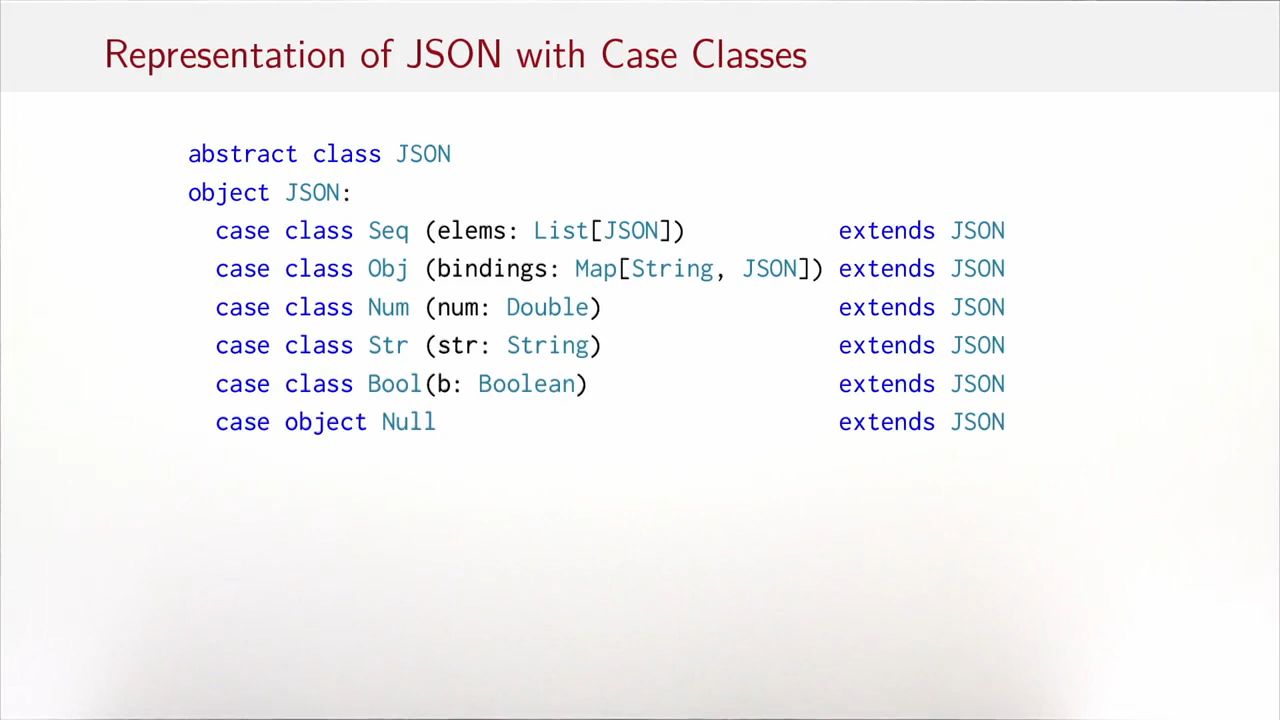 Representation of JSON with Case Classes
abstract class JSON
object JSON:
  case class Seq (elems: List[JSON])           extends JSON
  case class Obj (bindings: Map[String, JSON]) extends JSON
  case class Num (num: Double)                 extends JSON
  case class Str (str: String)                 extends JSON
  case class Bool(b: Boolean)                  extends JSON
  case object Null                             extends JSON